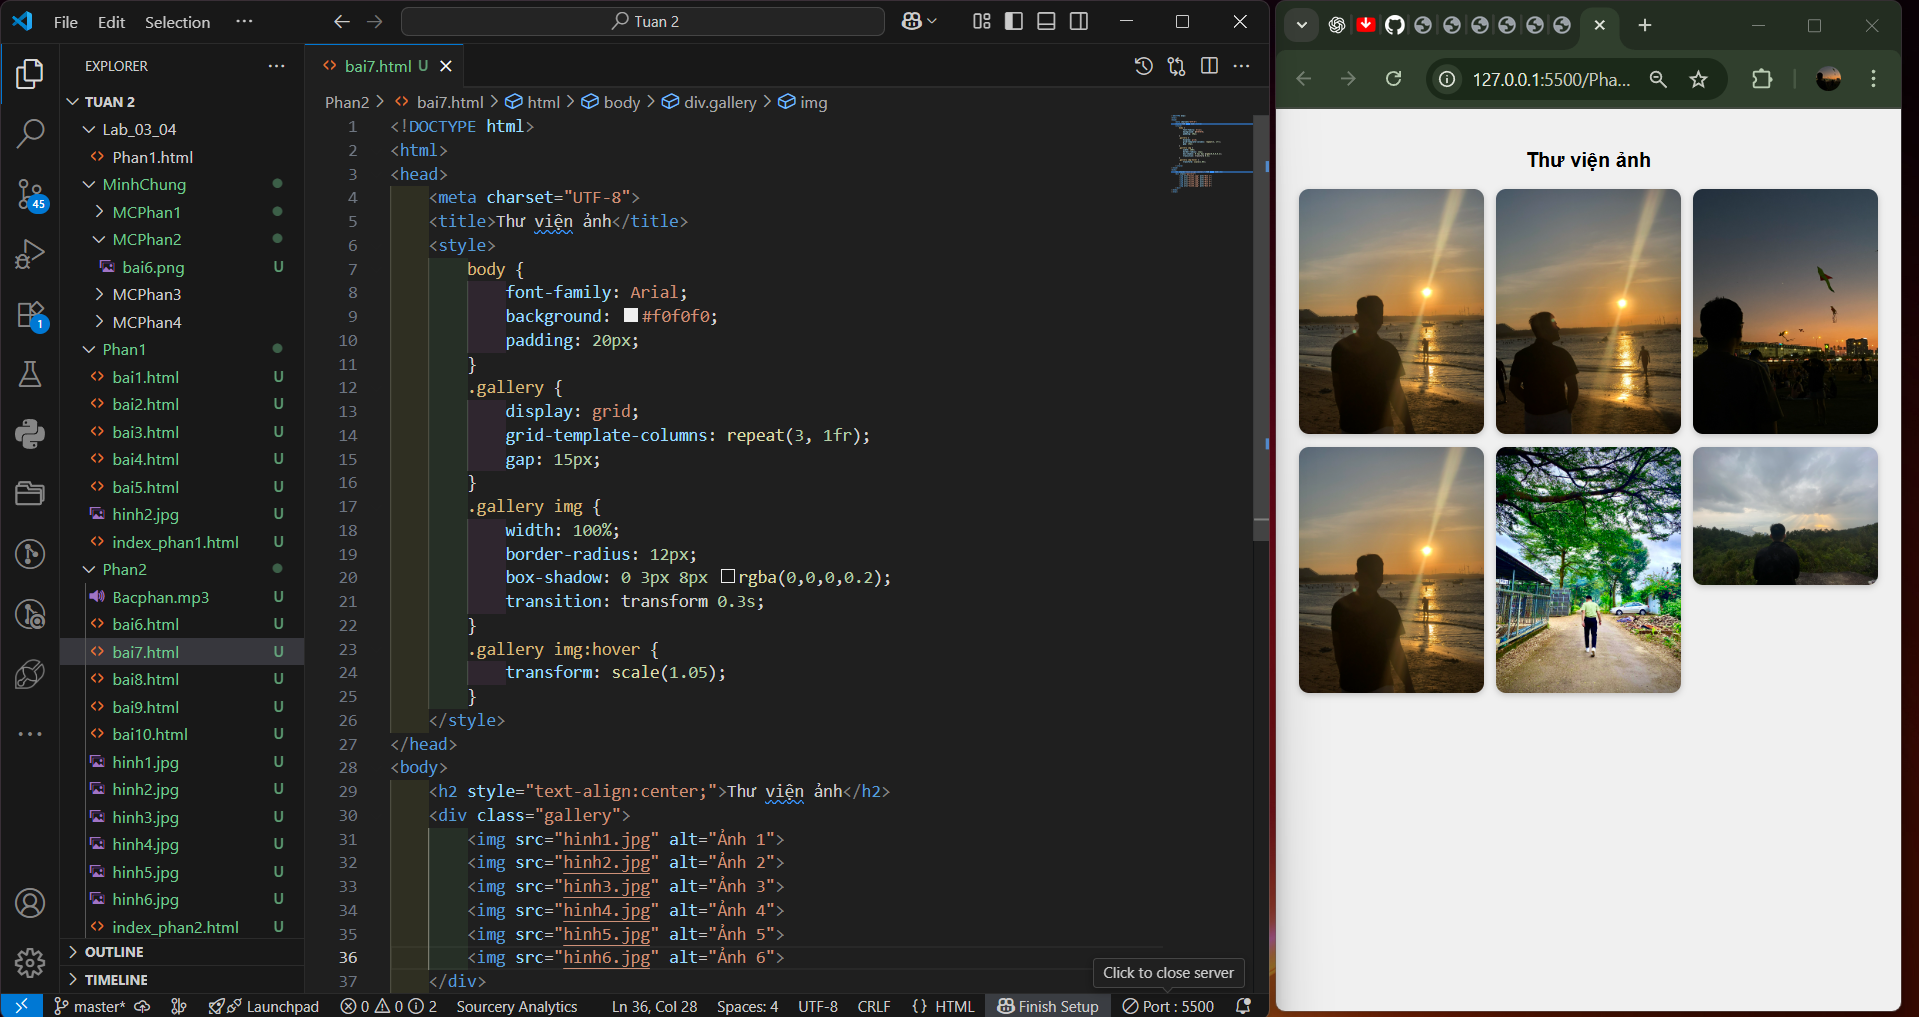 File Edit Selection ···
Tuan 2
EXPLORER ···
TUAN 2
Lab_03_04
Phan1.html
MinhChung
MCPhan1
MCPhan2
bai6.png U
MCPhan3
MCPhan4
Phan1
bai1.html U
bai2.html U
bai3.html U
bai4.html U
bai5.html U
hinh2.jpg U
index_phan1.html U
Phan2
Bacphan.mp3 U
bai6.html U
bai7.html U
bai8.html U
bai9.html U
bai10.html U
hinh1.jpg U
hinh2.jpg U
hinh3.jpg U
hinh4.jpg U
hinh5.jpg U
hinh6.jpg U
index_phan2.html U
OUTLINE
TIMELINE
45
1
bai7.html U
Phan2 > bai7.html > html > body > div.gallery > img
1 <!DOCTYPE html>
2 <html>
3 <head>
4 <meta charset="UTF-8">
5 <title>Thư viện ảnh</title>
6 <style>
7 body {
8 font-family: Arial;
9 background: #f0f0f0;
10 padding: 20px;
11 }
12 .gallery {
13 display: grid;
14 grid-template-columns: repeat(3, 1fr);
15 gap: 15px;
16 }
17 .gallery img {
18 width: 100%;
19 border-radius: 12px;
20 box-shadow: 0 3px 8px rgba(0,0,0,0.2);
21 transition: transform 0.3s;
22 }
23 .gallery img:hover {
24 transform: scale(1.05);
25 }
26 </style>
27 </head>
28 <body>
29 <h2 style="text-align:center;">Thư viện ảnh</h2>
30 <div class="gallery">
31 <img src="hinh1.jpg" alt="Ảnh 1">
32 <img src="hinh2.jpg" alt="Ảnh 2">
33 <img src="hinh3.jpg" alt="Ảnh 3">
34 <img src="hinh4.jpg" alt="Ảnh 4">
35 <img src="hinh5.jpg" alt="Ảnh 5">
36 <img src="hinh6.jpg" alt="Ảnh 6">
37 </div>
Click to close server
master* Launchpad 0 0 2 Sourcery Analytics Ln 36, Col 28 Spaces: 4 UTF-8 CRLF {} HTML Finish Setup Port : 5500
127.0.0.1:5500/Pha...
Thư viện ảnh